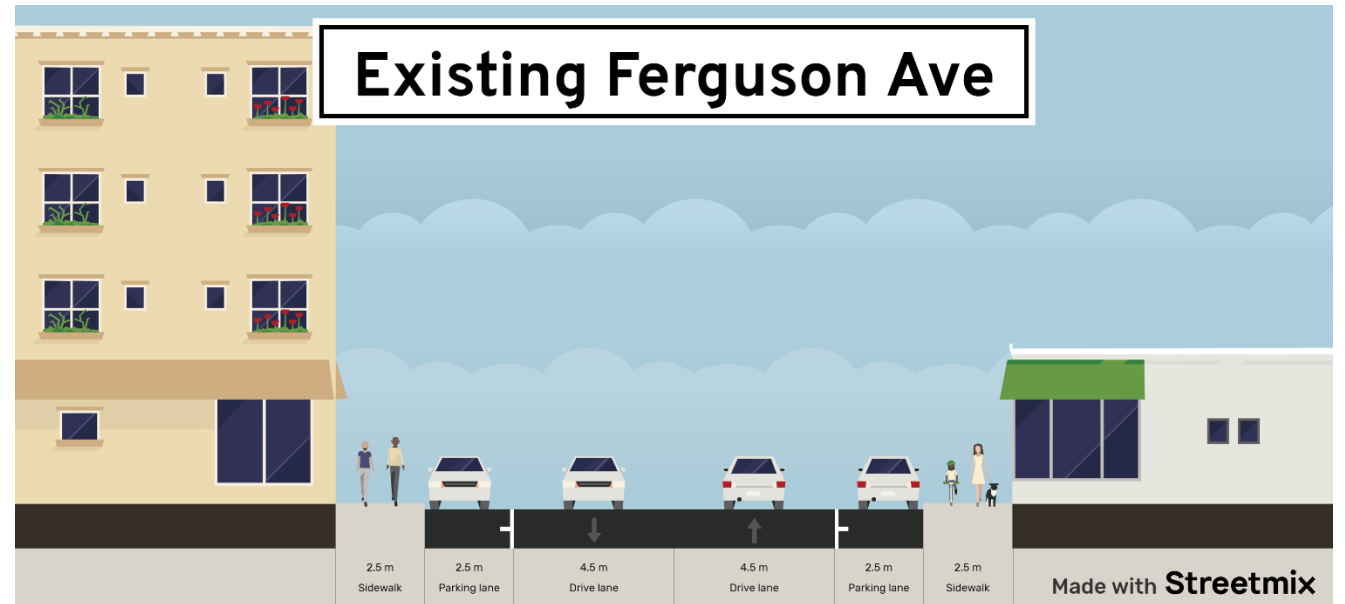 Existing Ferguson Ave
2.5 m
Sidewalk
2.5 m
Parking lane
4.5 m
Drive lane
4.5 m
Drive lane
2.5 m
Parking lane
2.5 m
Sidewalk
Made with Streetmix